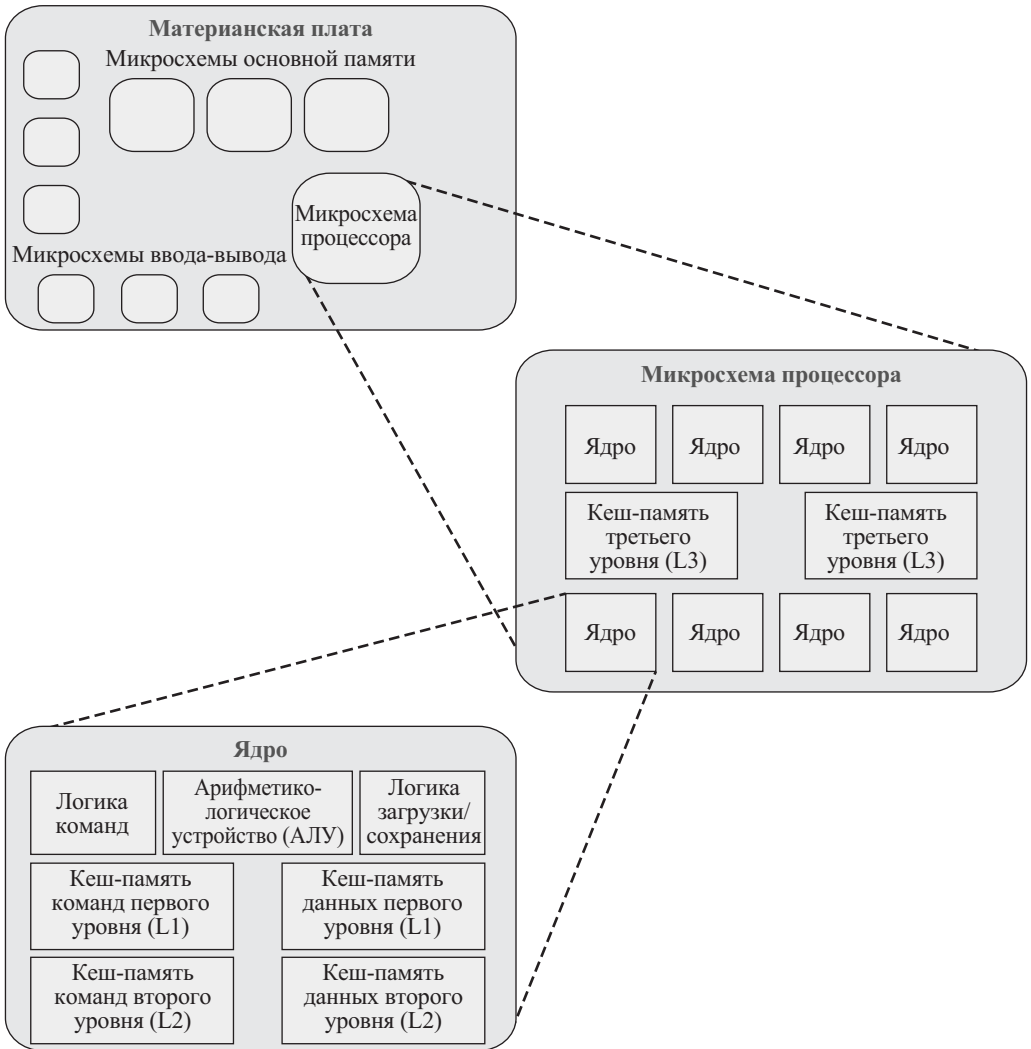 Материанская плата
Микросхемы основной памяти
Микросхема
процессора
Микросхемы ввода-вывода
Микросхема процессора
Ядро Ядро Ядро Ядро
Кеш-память
третьего
уровня (L3)
Кеш-память
третьего
уровня (L3)
Ядро Ядро Ядро Ядро
Ядро
Логика
команд
Арифметико-
логическое
устройство (АЛУ)
Логика
загрузки/
сохранения
Кеш-память
команд первого
уровня (L1)
Кеш-память
данных первого
уровня (L1)
Кеш-память
команд второго
уровня (L2)
Кеш-память
данных второго
уровня (L2)